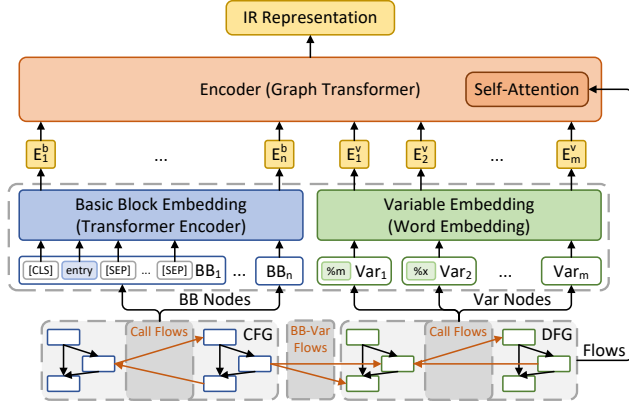 IR Representation
Encoder (Graph Transformer)
Self-Attention
E₁ᵇ ... Eₙᵇ E₁ᵛ E₂ᵛ ... Eₘᵛ
Basic Block Embedding
(Transformer Encoder)
Variable Embedding
(Word Embedding)
[CLS] entry [SEP] ... [SEP] BB₁ ... BBₙ
%m Var₁ %x Var₂ ... Varₘ
BB Nodes
Var Nodes
Call Flows
CFG
BB-Var
Flows
Call Flows
DFG
Flows